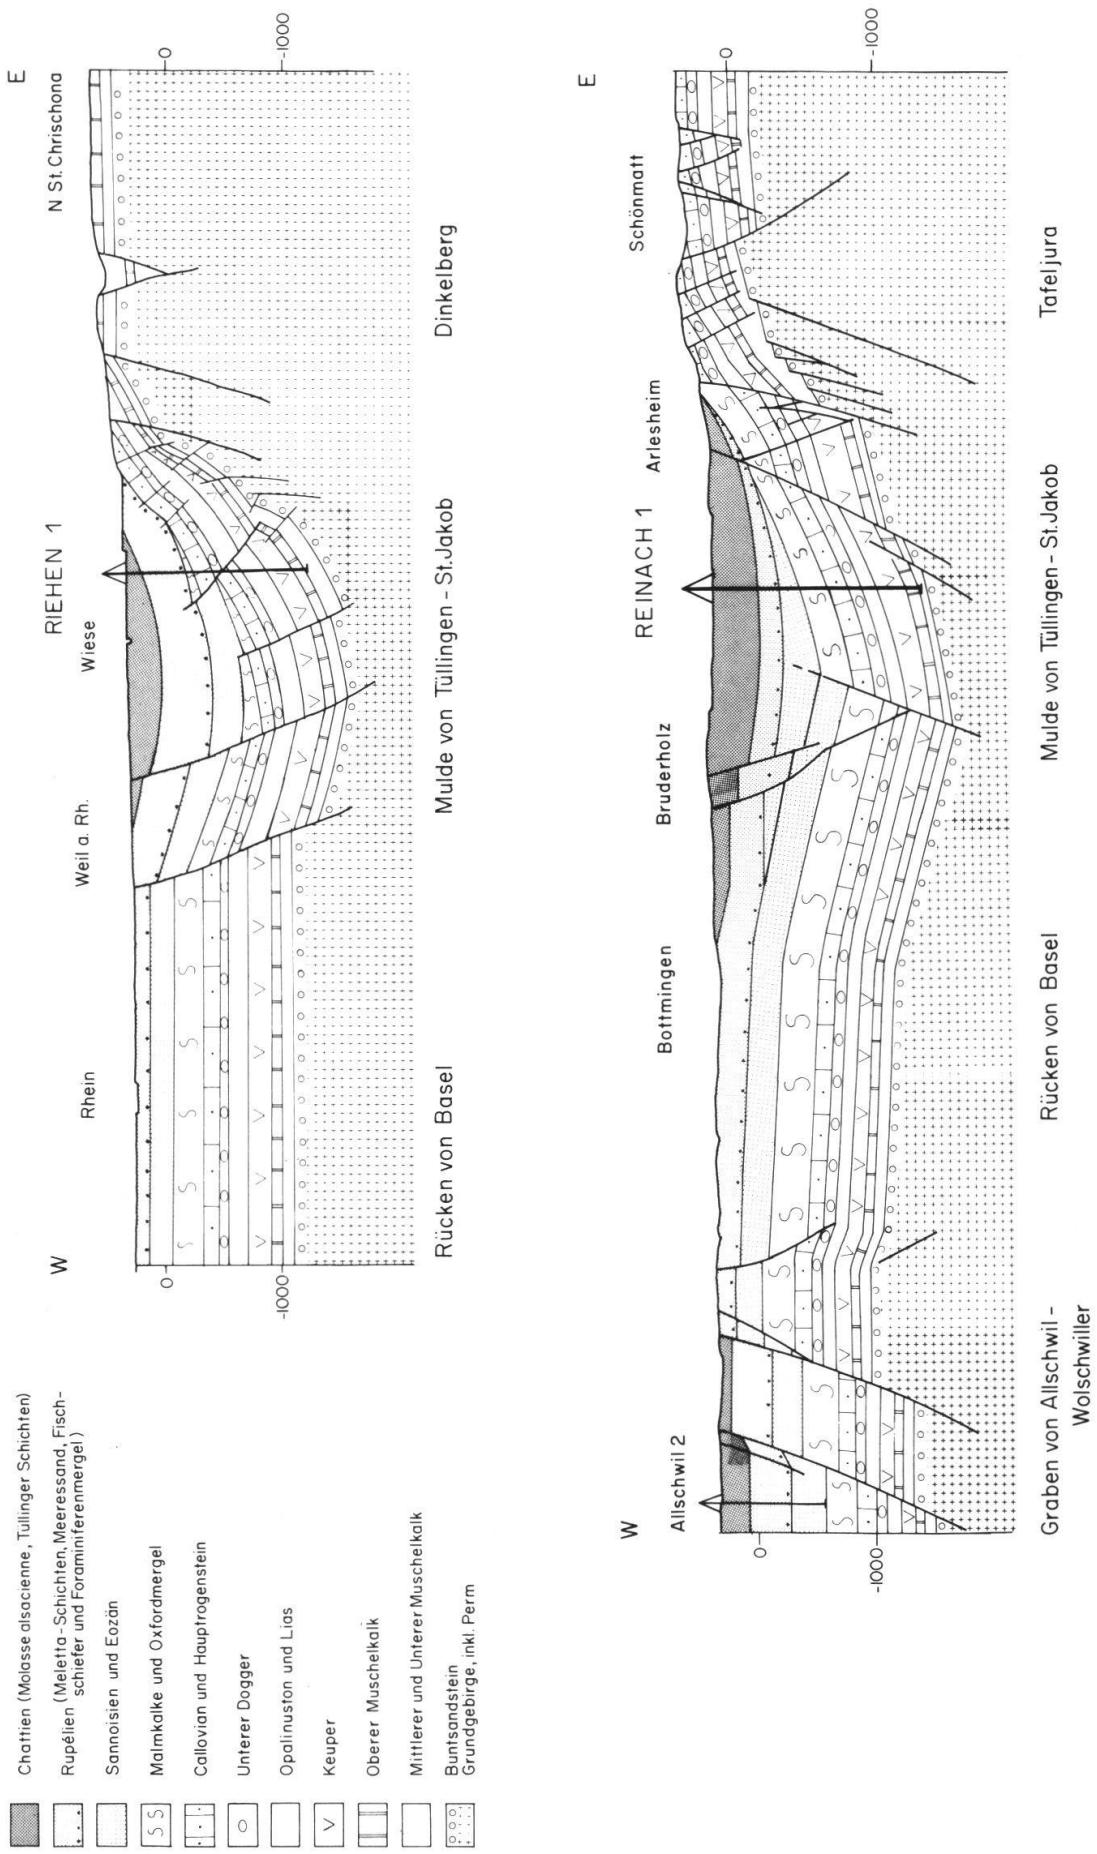 W
E
RIEHEN 1
Rhein
Weil a. Rh.
Wiese
N St. Chrischona
0
-1000
0
-1000
Rücken von Basel
Mulde von Tüllingen – St. Jakob
Dinkelberg
W
E
REINACH 1
Allschwil 2
Bottmingen
Bruderholz
Arlesheim
Schönmatt
0
-1000
0
-1000
Graben von Allschwil –
Wolschwiller
Rücken von Basel
Mulde von Tüllingen – St. Jakob
Tafeljura
Chattien (Molasse alsacienne, Tüllinger Schichten)
Rupélien (Meletta-Schichten, Meeressand, Fisch-
schiefer und Foraminiferenmergel)
Sannoisien und Eozän
Malmkalke und Oxfordmergel
Callovian und Hauptrogenstein
Unterer Dogger
Opalinuston und Lias
Keuper
Oberer Muschelkalk
Mittlerer und Unterer Muschelkalk
Buntsandstein
Grundgebirge, inkl. Perm